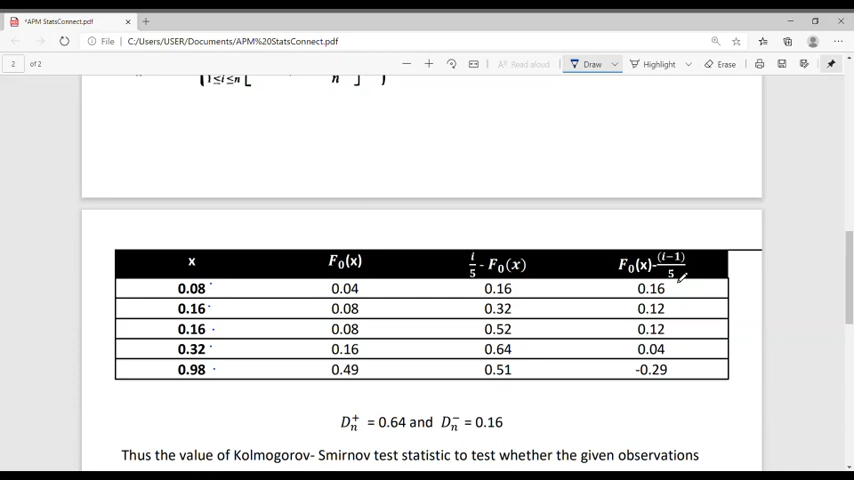 *APM StatsConnect.pdf
File C:/Users/USER/Documents/APM%20StatsConnect.pdf
2 of 2 Read aloud Draw Highlight Erase
1≤i≤n n
x F₀(x) i/5 - F₀(x) F₀(x)-(i−1)/5
0.08 0.04 0.16 0.16
0.16 0.08 0.32 0.12
0.16 0.08 0.52 0.12
0.32 0.16 0.64 0.04
0.98 0.49 0.51 -0.29
Dₙ⁺ = 0.64 and Dₙ⁻ = 0.16
Thus the value of Kolmogorov- Smirnov test statistic to test whether the given observations